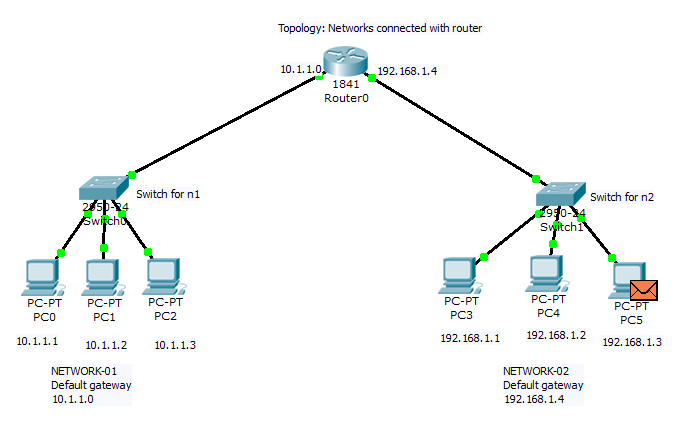 Topology: Networks connected with router
10.1.1.0
192.168.1.4
1841
Router0
Switch for n1
2950-24
Switch0
Switch for n2
2950-24
Switch1
PC-PT
PC0
PC-PT
PC1
PC-PT
PC2
PC-PT
PC3
PC-PT
PC4
PC-PT
PC5
10.1.1.1
10.1.1.2
10.1.1.3
192.168.1.1
192.168.1.2
192.168.1.3
NETWORK-01
Default gateway
10.1.1.0
NETWORK-02
Default gateway
192.168.1.4